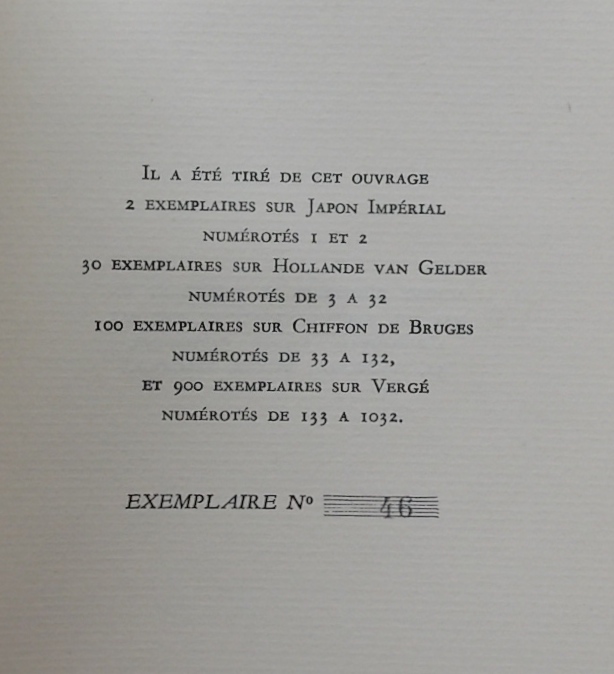 Il a été tiré de cet ouvrage
2 exemplaires sur Japon Impérial
numérotés 1 et 2
30 exemplaires sur Hollande van Gelder
numérotés de 3 a 32
100 exemplaires sur Chiffon de Bruges
numérotés de 33 a 132,
et 900 exemplaires sur Vergé
numérotés de 133 a 1032.
EXEMPLAIRE Nº 46